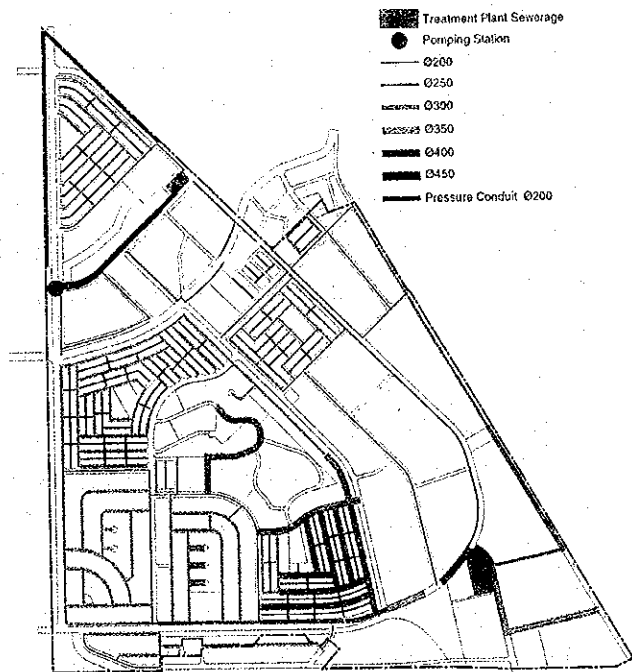 Treatment Plant Sewerage
Pomping Station
Ø200
Ø250
Ø300
Ø350
Ø400
Ø450
Pressure Conduit Ø200